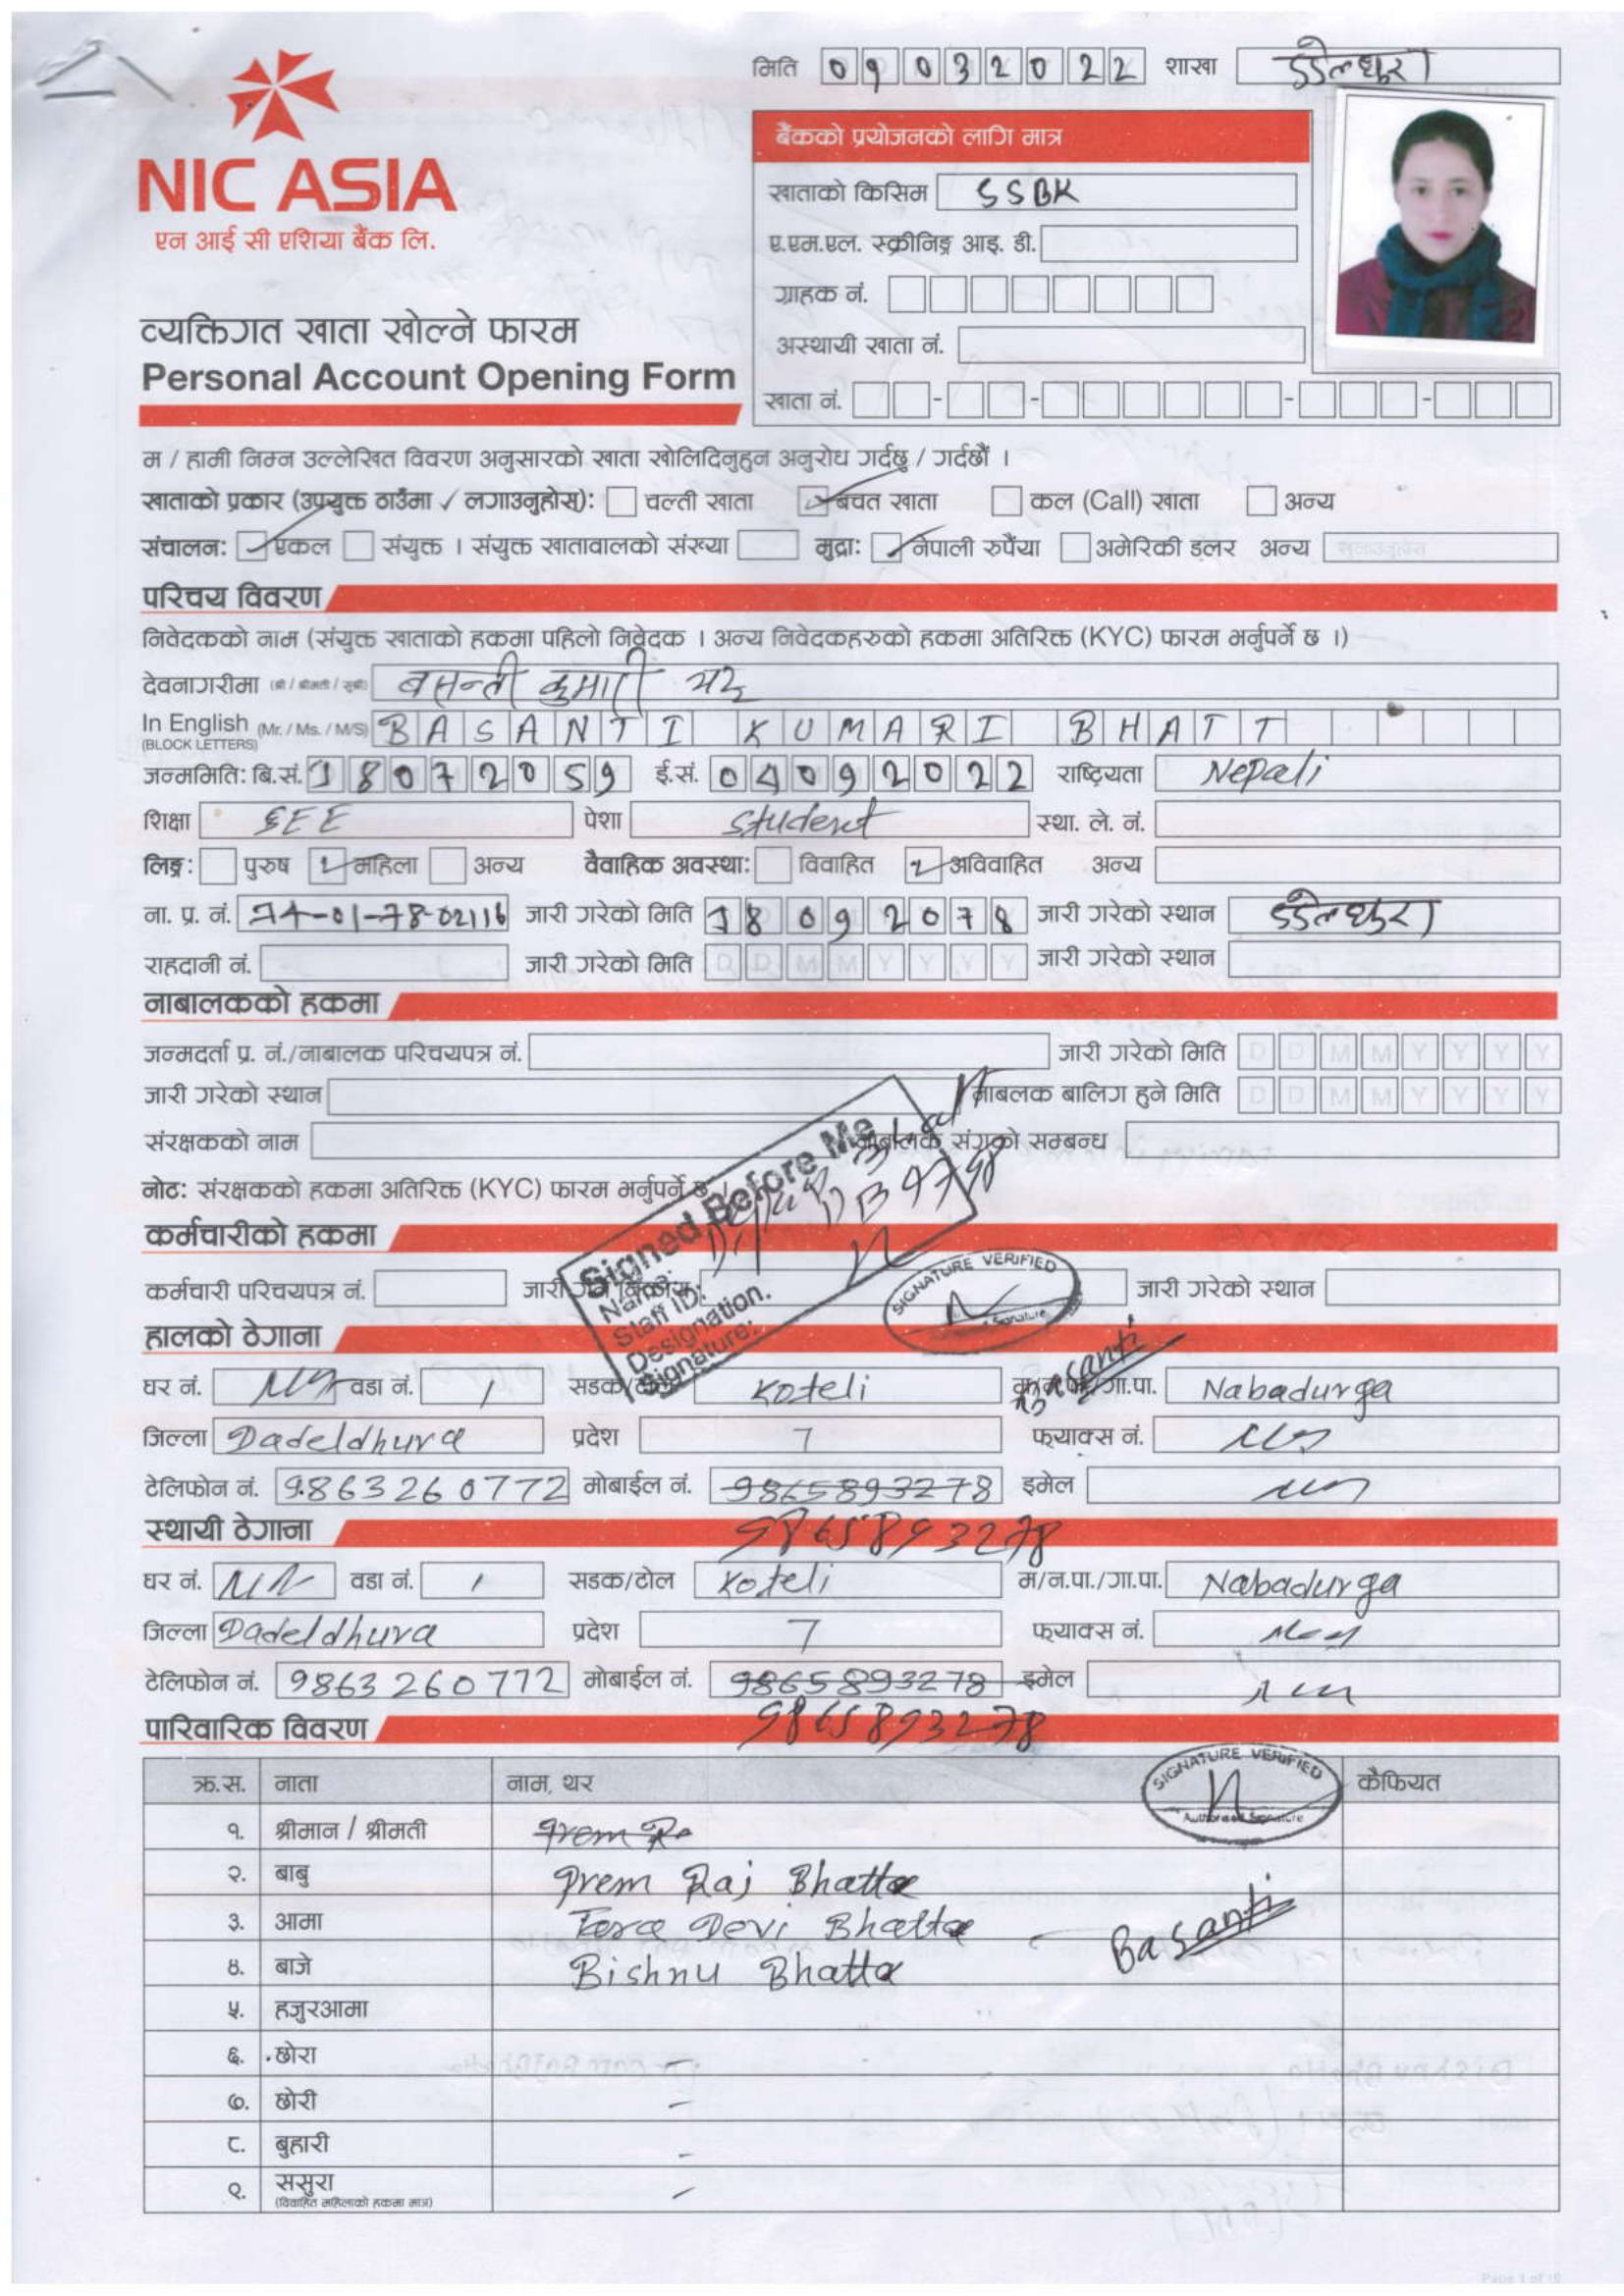 मिति 09032022 शाखा डडेल्धुरा
NIC ASIA
एन आई सी एशिया बैंक लि.
बैंकको प्रयोजनको लागि मात्र
खाताको किसिम SSBK
ए.एम.एल. स्क्रीनिङ्ग आइ. डी.
ग्राहक नं.
अस्थायी खाता नं.
खाता नं. - - - -
व्यक्तिगत खाता खोल्ने फारम
Personal Account Opening Form
म / हामी निम्न उल्लेखित विवरण अनुसारको खाता खोलिदिनुहुन अनुरोध गर्दछु / गर्दछौं ।
खाताको प्रकार (उपयुक्त ठाउँमा ✓ लगाउनुहोस्): चल्ती खाता बचत खाता कल (Call) खाता अन्य
संचालन: एकल संयुक्त । संयुक्त खातावालको संख्या मुद्रा: नेपाली रुपैंया अमेरिकी डलर अन्य
परिचय विवरण
निवेदकको नाम (संयुक्त खाताको हकमा पहिलो निवेदक । अन्य निवेदकहरुको हकमा अतिरिक्त (KYC) फारम भर्नुपर्ने छ ।)
देवनागरीमा (श्री / श्रीमती / सुश्री) बसन्ती कुमारी भट्ट
In English (Mr. / Ms. / M/S) BASANTI KUMARI BHATT
(BLOCK LETTERS)
जन्ममिति: बि.सं. 18072059 ई.सं. 04092022 राष्ट्रियता Nepali
शिक्षा SEE पेशा Student स्था. ले. नं.
लिङ्ग: पुरुष महिला अन्य वैवाहिक अवस्था: विवाहित अविवाहित अन्य
ना. प्र. नं. 74-01-78-02116 जारी गरेको मिति 18092078 जारी गरेको स्थान डडेल्धुरा
राहदानी नं. जारी गरेको मिति DDMMYYYY जारी गरेको स्थान
नाबालकको हकमा
जन्मदर्ता प्र. नं./नाबालक परिचयपत्र नं. जारी गरेको मिति DDMMYYYY
जारी गरेको स्थान नाबलक बालिग हुने मिति DDMMYYYY
संरक्षकको नाम नाबालक संगको सम्बन्ध
नोट: संरक्षकको हकमा अतिरिक्त (KYC) फारम भर्नुपर्ने छ ।
Signed Before Me
Name:
Staff ID:
Designation.
Signature:
कर्मचारीको हकमा
कर्मचारी परिचयपत्र नं. जारी गर्ने निकाय जारी गरेको स्थान
SIGNATURE VERIFIED
हालको ठेगाना
घर नं. वडा नं. 1 सडक/टोल Koteli म/न.पा./गा.पा. Nabadurga
Basanti
जिल्ला Dadeldhura प्रदेश 7 फ्याक्स नं.
टेलिफोन नं. 9863260772 मोबाईल नं. 9865893278 इमेल
9865893278
स्थायी ठेगाना
घर नं. वडा नं. 1 सडक/टोल Koteli म/न.पा./गा.पा. Nabadurga
जिल्ला Dadeldhura प्रदेश 7 फ्याक्स नं.
टेलिफोन नं. 9863260772 मोबाईल नं. 9865893278 इमेल
9865893278
पारिवारिक विवरण
क्र.स. नाता नाम, थर कैफियत
SIGNATURE VERIFIED
Authorised Signature
१. श्रीमान / श्रीमती Prem Ra
२. बाबु Prem Raj Bhatta
३. आमा Tara Devi Bhatta
Basanti
४. बाजे Bishnu Bhatta
५. हजुरआमा
६. छोरा -
७. छोरी -
८. बुहारी -
९. ससुरा -
(विवाहित महिलाको हकमा मात्र)
Page 1 of 10